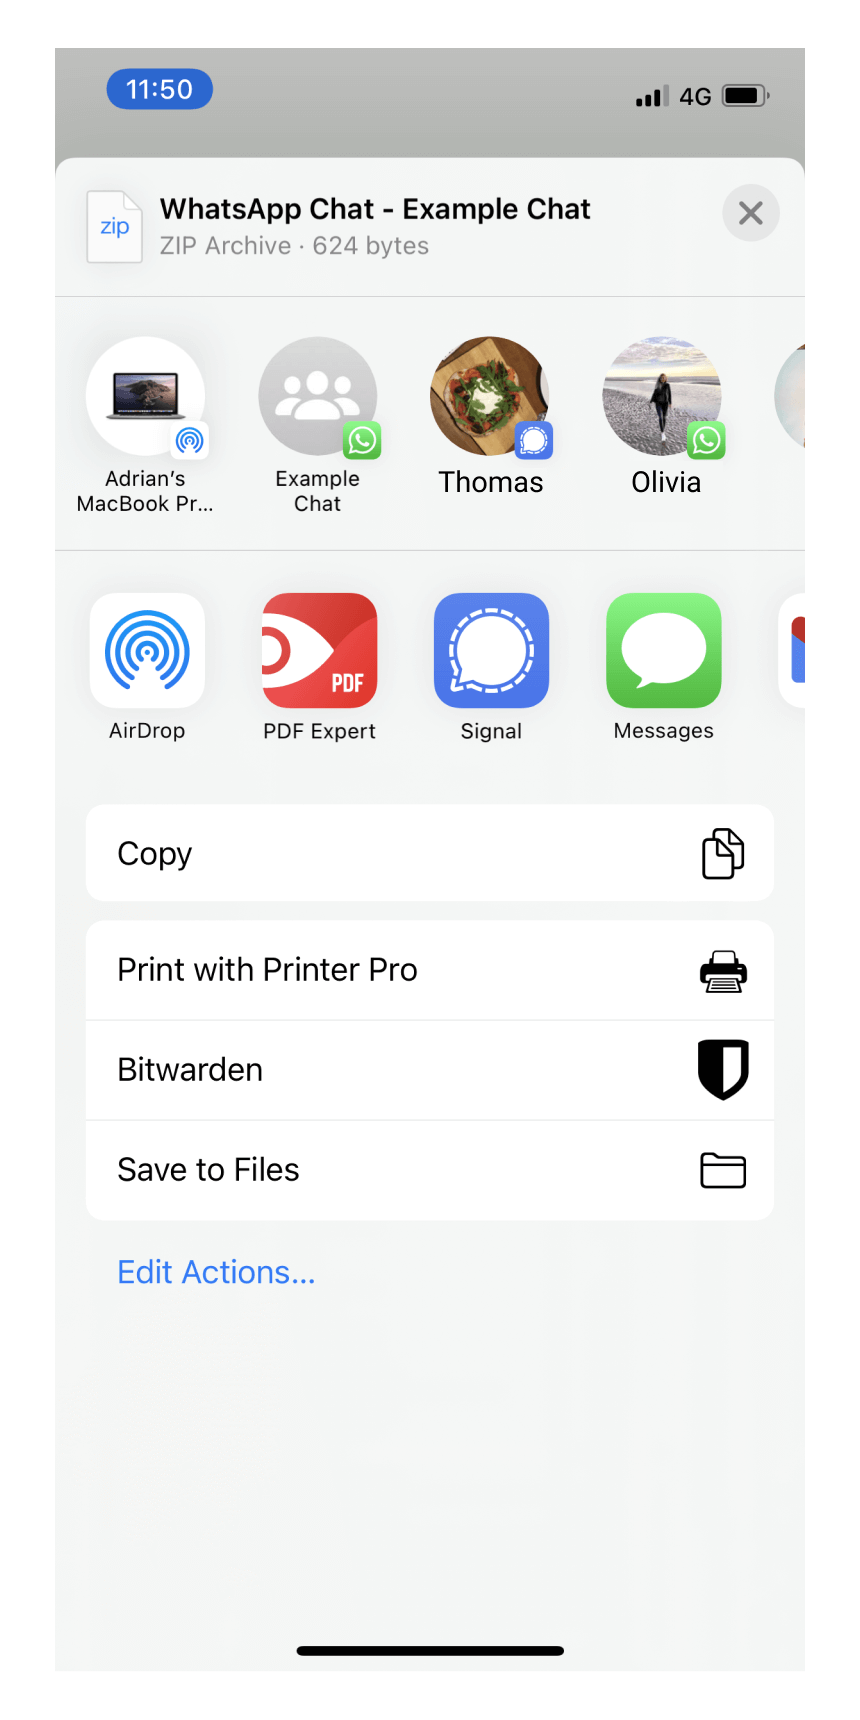 11:50
4G
zip
WhatsApp Chat - Example Chat
ZIP Archive · 624 bytes
Adrian's
MacBook Pr...
Example
Chat
Thomas
Olivia
PDF
AirDrop
PDF Expert
Signal
Messages
Copy
Print with Printer Pro
Bitwarden
Save to Files
Edit Actions...